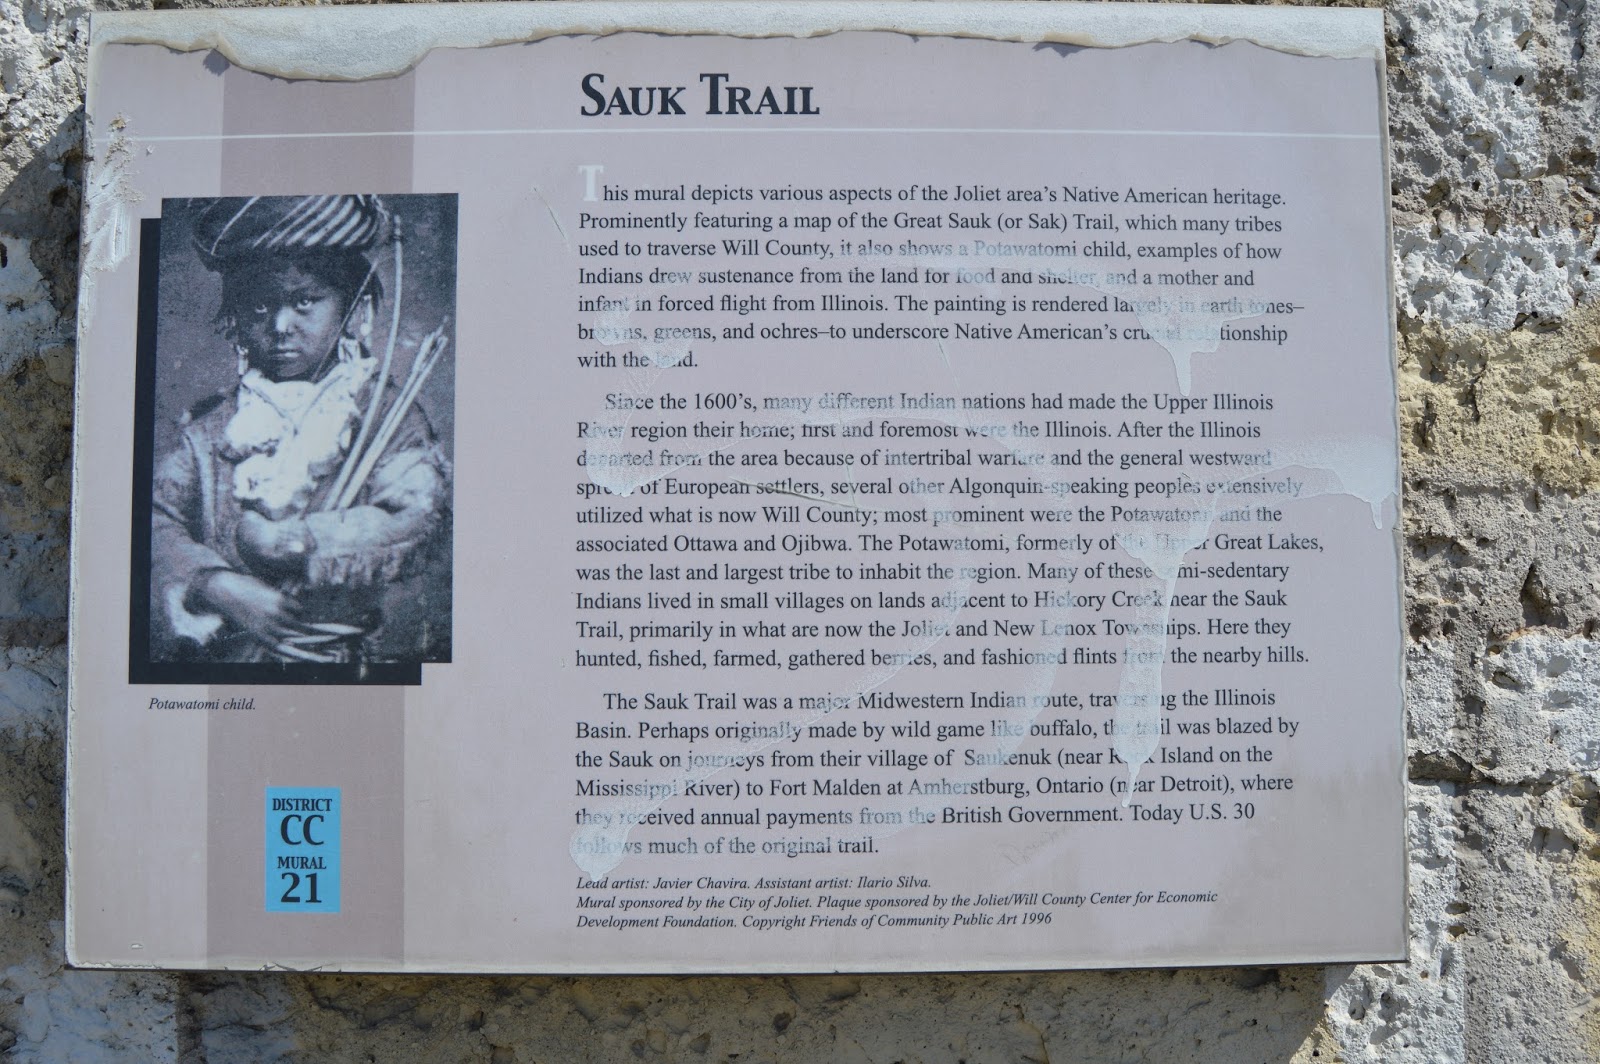 SAUK TRAIL
This mural depicts various aspects of the Joliet area's Native American heritage.
Prominently featuring a map of the Great Sauk (or Sak) Trail, which many tribes
used to traverse Will County, it also shows a Potawatomi child, examples of how
Indians drew sustenance from the land for food and shelter, and a mother and
infant in forced flight from Illinois. The painting is rendered largely in earth tones–
browns, greens, and ochres–to underscore Native American's crucial relationship
with the land.
Since the 1600's, many different Indian nations had made the Upper Illinois
River region their home; first and foremost were the Illinois. After the Illinois
departed from the area because of intertribal warfare and the general westward
spread of European settlers, several other Algonquin-speaking peoples extensively
utilized what is now Will County; most prominent were the Potawatomi and the
associated Ottawa and Ojibwa. The Potawatomi, formerly of the Upper Great Lakes,
was the last and largest tribe to inhabit the region. Many of these semi-sedentary
Indians lived in small villages on lands adjacent to Hickory Creek near the Sauk
Trail, primarily in what are now the Joliet and New Lenox Townships. Here they
hunted, fished, farmed, gathered berries, and fashioned flints from the nearby hills.
The Sauk Trail was a major Midwestern Indian route, traversing the Illinois
Basin. Perhaps originally made by wild game like buffalo, the trail was blazed by
the Sauk on journeys from their village of Saukenuk (near Rock Island on the
Mississippi River) to Fort Malden at Amherstburg, Ontario (near Detroit), where
they received annual payments from the British Government. Today U.S. 30
follows much of the original trail.
Lead artist: Javier Chavira. Assistant artist: Ilario Silva.
Mural sponsored by the City of Joliet. Plaque sponsored by the Joliet/Will County Center for Economic
Development Foundation. Copyright Friends of Community Public Art 1996
Potawatomi child.
DISTRICT
CC
MURAL
21